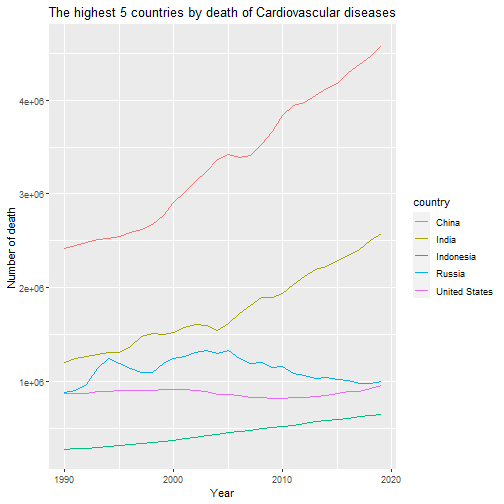 The highest 5 countries by death of Cardiovascular diseases
4e+06
3e+06
2e+06
1e+06
Number of death
1990
2000
2010
2020
Year
country
China
India
Indonesia
Russia
United States